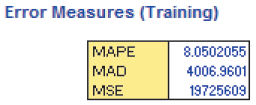 Error Measures (Training)
MAPE 8.0502055
MAD 4006.9601
MSE 19725609